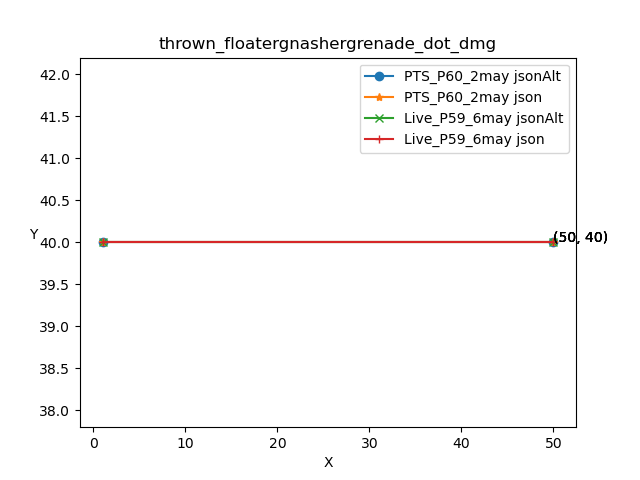 thrown_floatergnashergrenade_dot_dmg
PTS_P60_2may jsonAlt
PTS_P60_2may json
Live_P59_6may jsonAlt
Live_P59_6may json
42.0
41.5
41.0
40.5
40.0
39.5
39.0
38.5
38.0
Y
(50, 40)
0 10 20 30 40 50
X